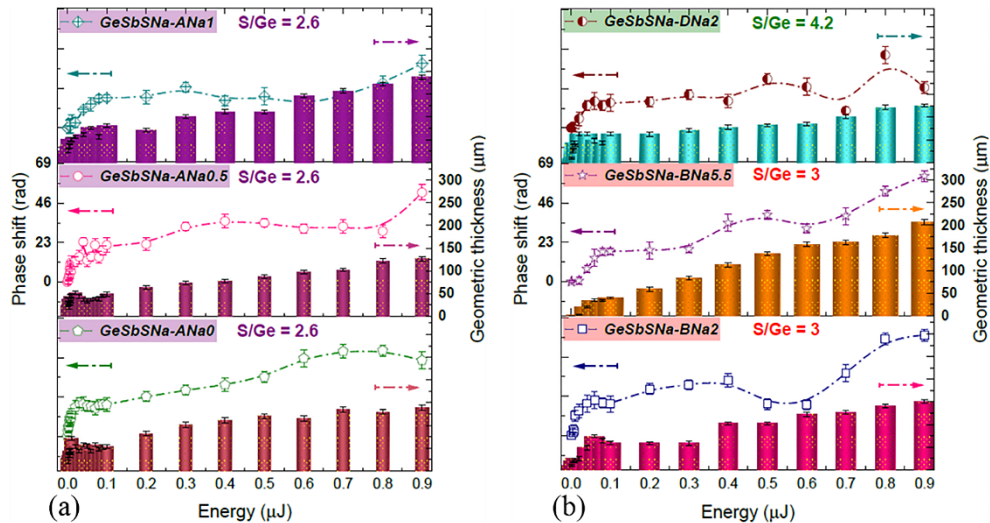 GeSbSNa-ANa1 S/Ge = 2.6
69
GeSbSNa-ANa0.5 S/Ge = 2.6
300
46
250
200
23
150
100
0
50
0
GeSbSNa-ANa0 S/Ge = 2.6
Phase shift (rad)
Geometric thickness (μm)
0.0 0.1 0.2 0.3 0.4 0.5 0.6 0.7 0.8 0.9
(a) Energy (μJ)
GeSbSNa-DNa2 S/Ge = 4.2
69
GeSbSNa-BNa5.5 S/Ge = 3
300
46
250
200
23
150
100
0
50
0
GeSbSNa-BNa2 S/Ge = 3
Phase shift (rad)
Geometric thickness (μm)
0.0 0.1 0.2 0.3 0.4 0.5 0.6 0.7 0.8 0.9
(b) Energy (μJ)